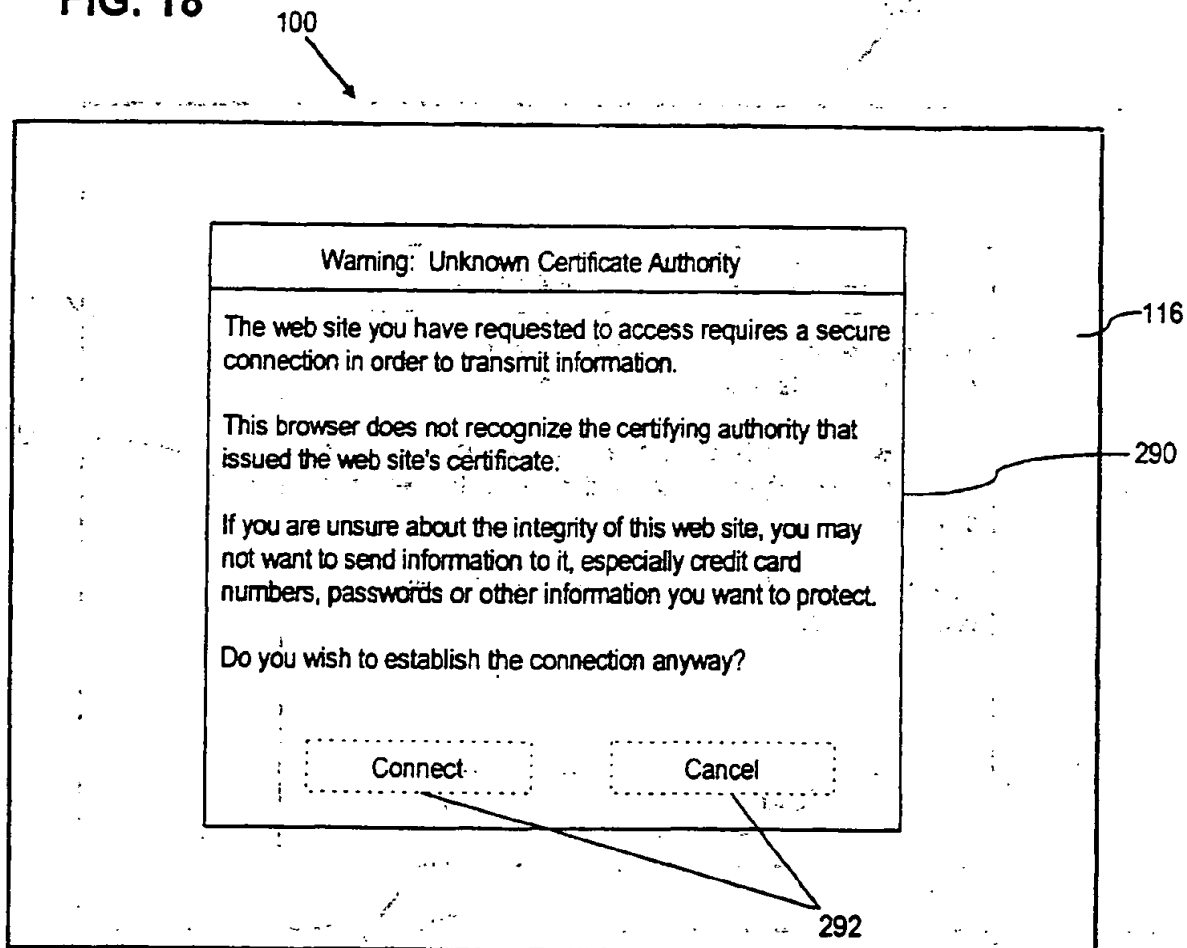 FIG. 18
100
Warning: Unknown Certificate Authority
The web site you have requested to access requires a secure
connection in order to transmit information.
116
This browser does not recognize the certifying authority that
issued the web site's certificate.
290
If you are unsure about the integrity of this web site, you may
not want to send information to it, especially credit card
numbers, passwords or other information you want to protect.
Do you wish to establish the connection anyway?
Connect Cancel
292